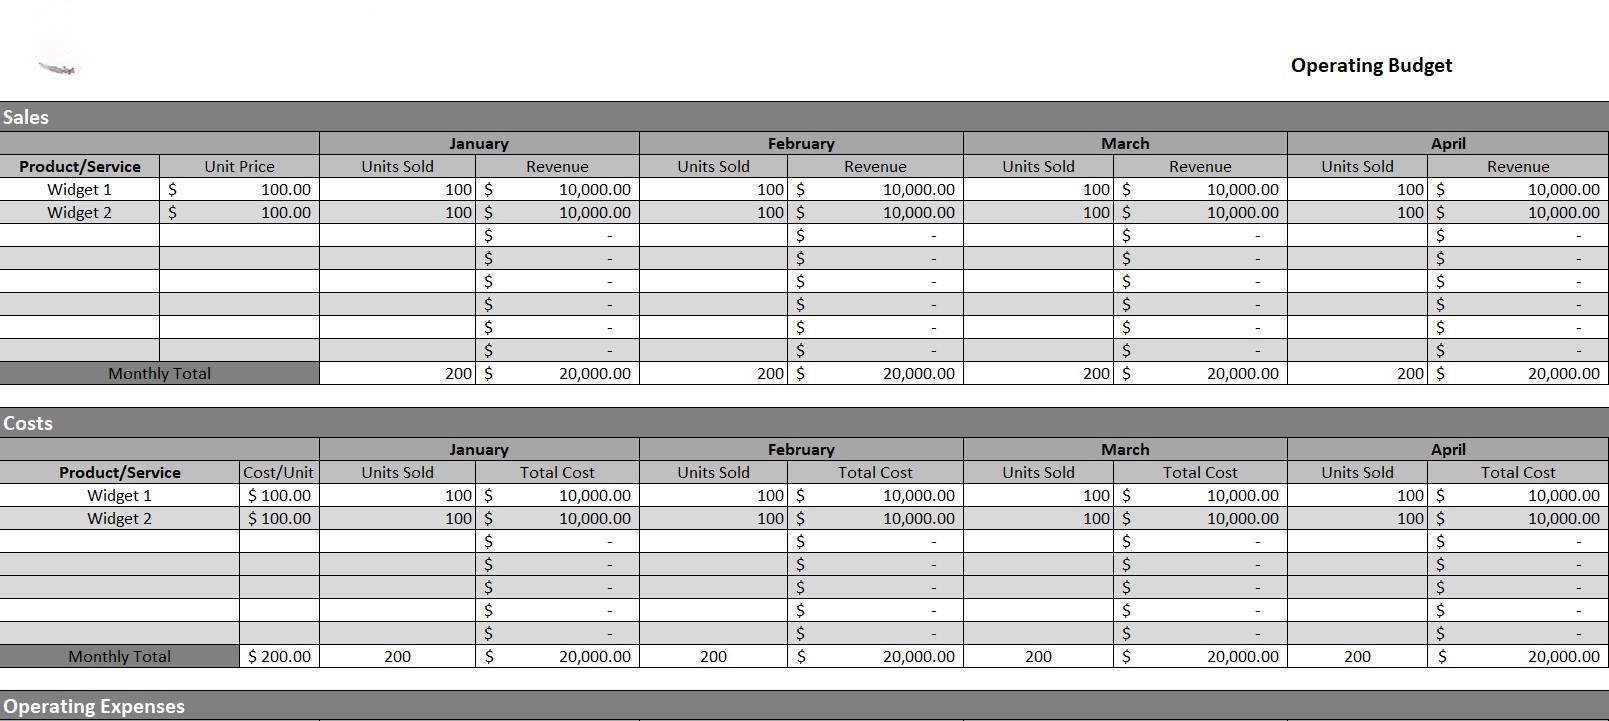 Operating Budget
Sales
January February March April
Product/Service Unit Price Units Sold Revenue Units Sold Revenue Units Sold Revenue Units Sold Revenue
Widget 1 $ 100.00 100 $ 10,000.00 100 $ 10,000.00 100 $ 10,000.00 100 $ 10,000.00
Widget 2 $ 100.00 100 $ 10,000.00 100 $ 10,000.00 100 $ 10,000.00 100 $ 10,000.00
$ - $ - $ - $ -
$ - $ - $ - $ -
$ - $ - $ - $ -
$ - $ - $ - $ -
$ - $ - $ - $ -
$ - $ - $ - $ -
Monthly Total 200 $ 20,000.00 200 $ 20,000.00 200 $ 20,000.00 200 $ 20,000.00
Costs
January February March April
Product/Service Cost/Unit Units Sold Total Cost Units Sold Total Cost Units Sold Total Cost Units Sold Total Cost
Widget 1 $ 100.00 100 $ 10,000.00 100 $ 10,000.00 100 $ 10,000.00 100 $ 10,000.00
Widget 2 $ 100.00 100 $ 10,000.00 100 $ 10,000.00 100 $ 10,000.00 100 $ 10,000.00
$ - $ - $ - $ -
$ - $ - $ - $ -
$ - $ - $ - $ -
$ - $ - $ - $ -
$ - $ - $ - $ -
Monthly Total $ 200.00 200 $ 20,000.00 200 $ 20,000.00 200 $ 20,000.00 200 $ 20,000.00
Operating Expenses